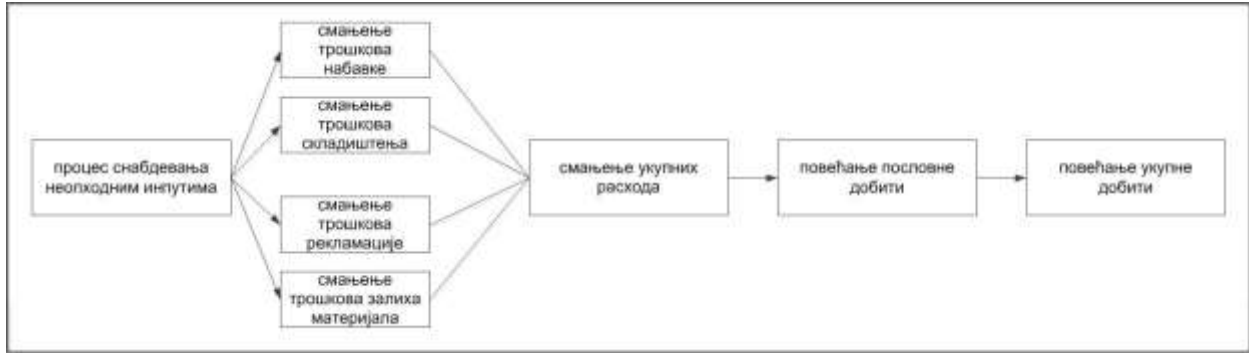 процес снабдевања
неопходним инпутима
смањење
трошкова
набавке
смањење
трошкова
складиштења
смањење
трошкова
рекламације
смањење
трошкова залиха
материјала
смањење укупних
расхода
повећање пословне
добити
повећање укупне
добити